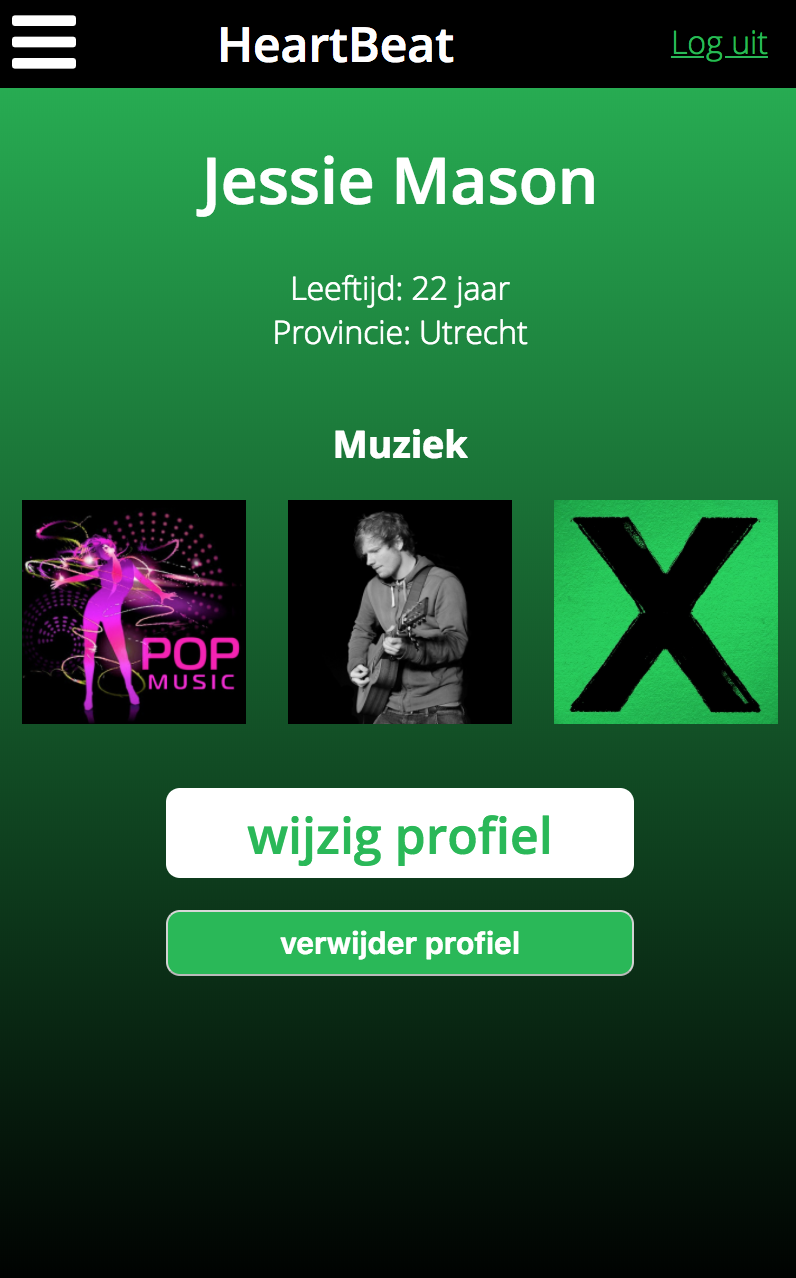 HeartBeat
Log uit
Jessie Mason
Leeftijd: 22 jaar
Provincie: Utrecht
Muziek
POP
MUSIC
X
wijzig profiel
verwijder profiel